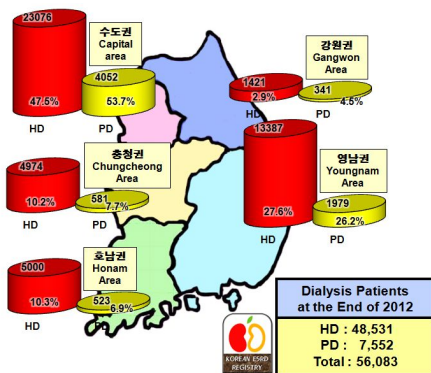 23076
수도권
Capital
area
4052
47.5%
53.7%
HD
PD
강원권
Gangwon
Area
1421
341
2.9%
4.5%
HD
PD
충청권
Chungcheong
Area
4974
581
10.2%
7.7%
HD
PD
13387
영남권
Youngnam
Area
1979
27.6%
26.2%
HD
PD
호남권
Honam
Area
5000
523
10.3%
6.9%
HD
PD
KOREAN ESRD
REGISTRY
Dialysis Patients
at the End of 2012
HD : 48,531
PD : 7,552
Total : 56,083